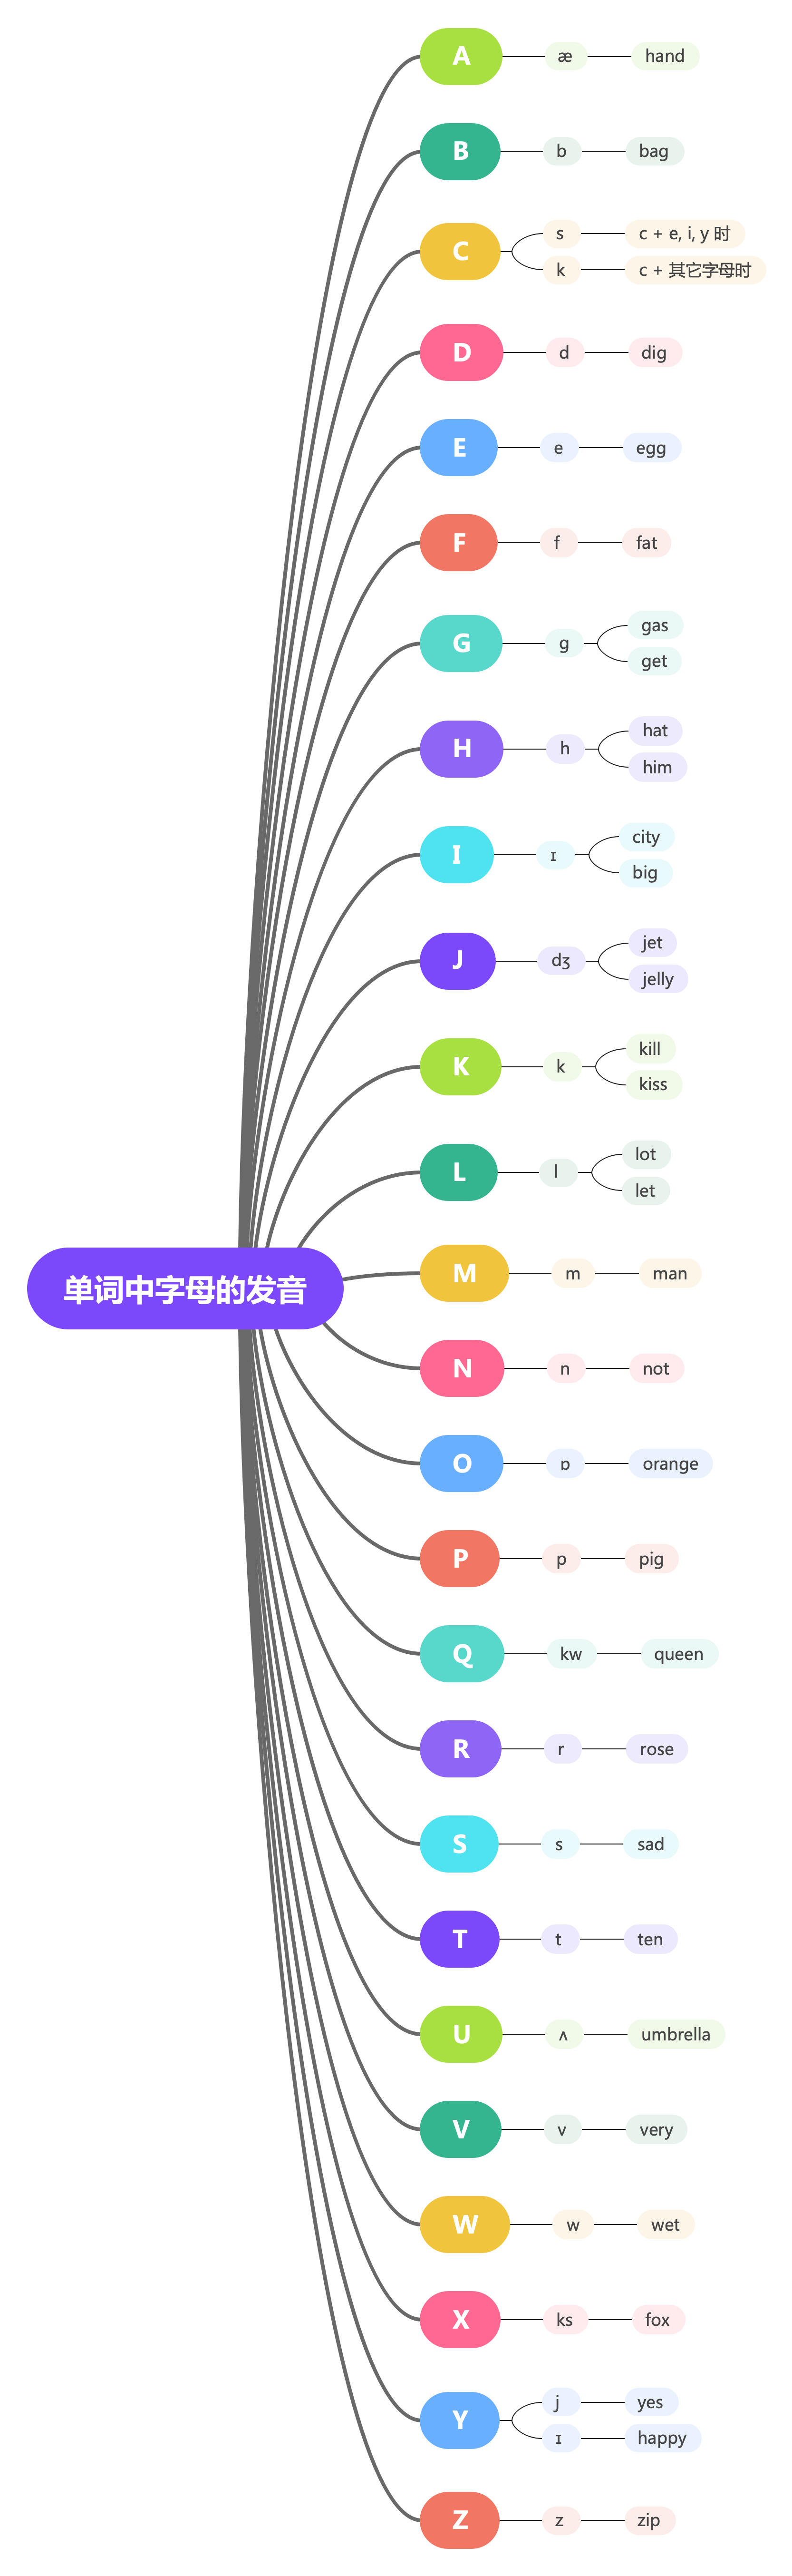 单词中字母的发音
A
æ
hand
B
b
bag
C
s
c + e, i, y 时
k
c + 其它字母时
D
d
dig
E
e
egg
F
f
fat
G
g
gas
get
H
h
hat
him
I
ɪ
city
big
J
dʒ
jet
jelly
K
k
kill
kiss
L
l
lot
let
M
m
man
N
n
not
O
ɒ
orange
P
p
pig
Q
kw
queen
R
r
rose
S
s
sad
T
t
ten
U
ʌ
umbrella
V
v
very
W
w
wet
X
ks
fox
Y
j
yes
ɪ
happy
Z
z
zip